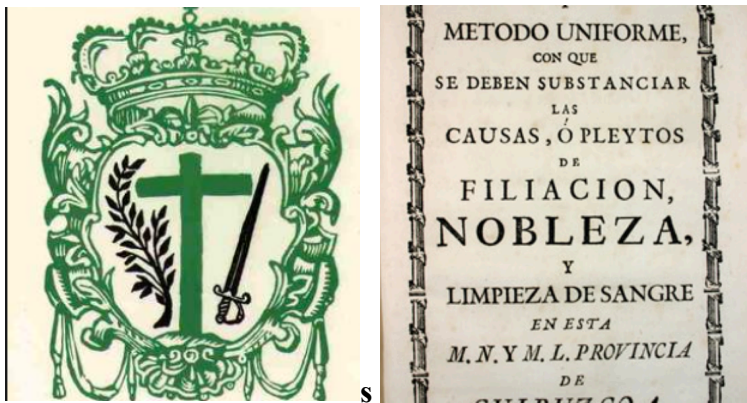 s
METODO UNIFORME,
CON QUE
SE DEBEN SUBSTANCIAR
LAS
CAUSAS, Ó PLEYTOS
DE
FILIACION,
NOBLEZA,
Y
LIMPIEZA DE SANGRE
EN ESTA
M. N. Y M. L. PROVINCIA
DE